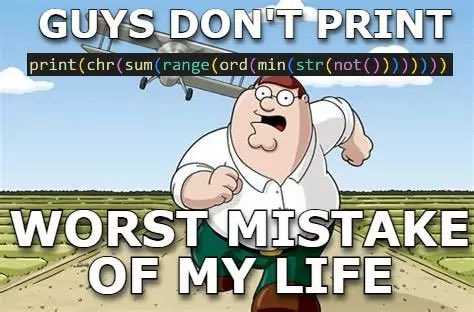 GUYS DON'T PRINT
print(chr(sum(range(ord(min(str(not()))))))))
WORST MISTAKE
OF MY LIFE